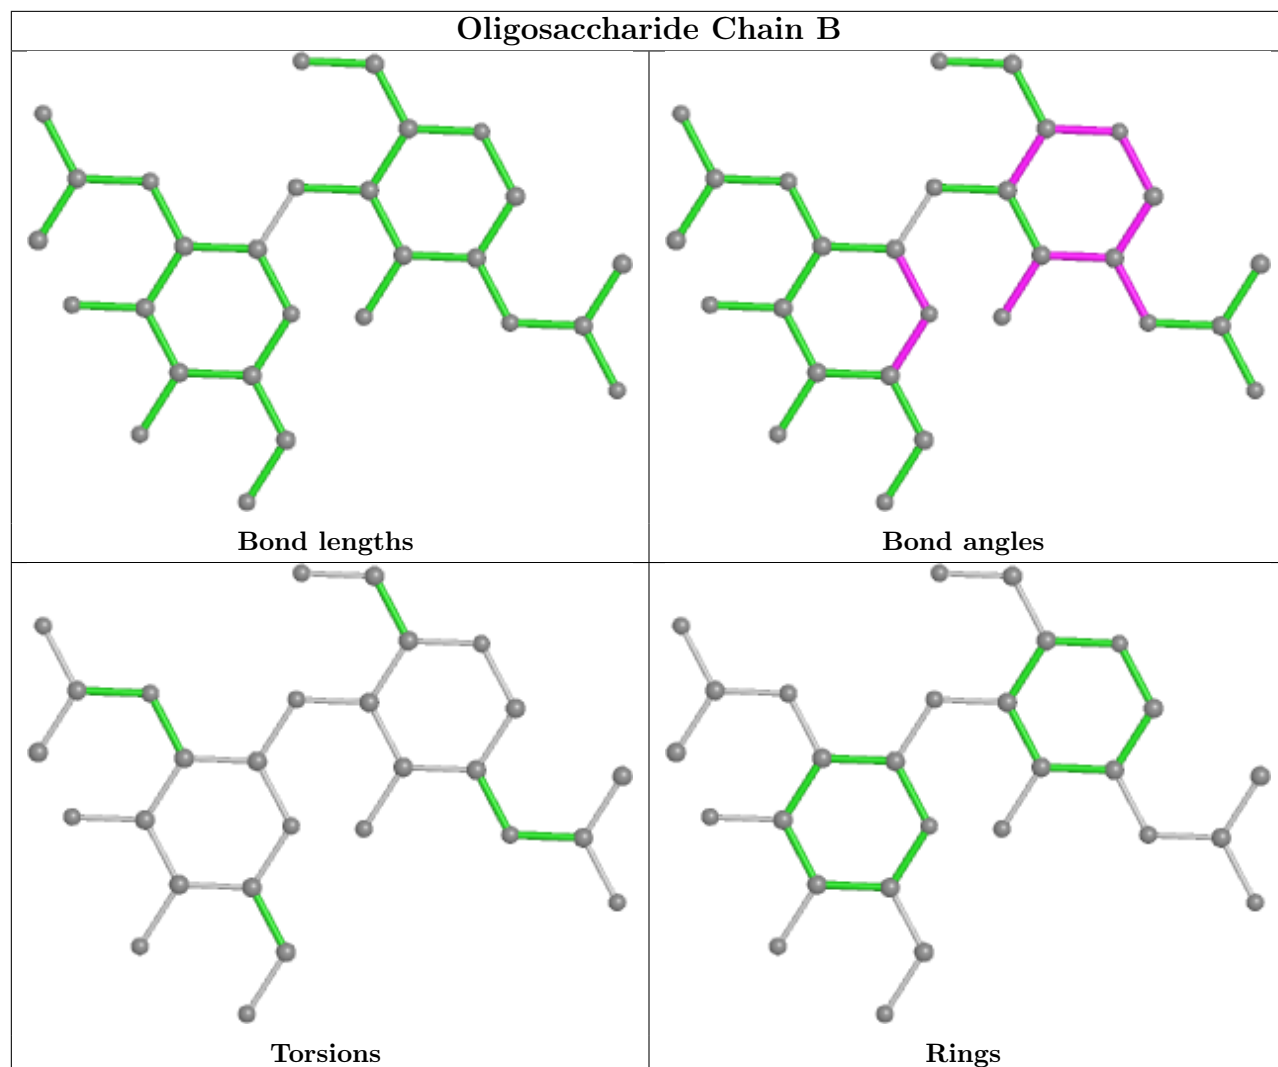 Oligosaccharide Chain B
Bond lengths
Bond angles
Torsions
Rings